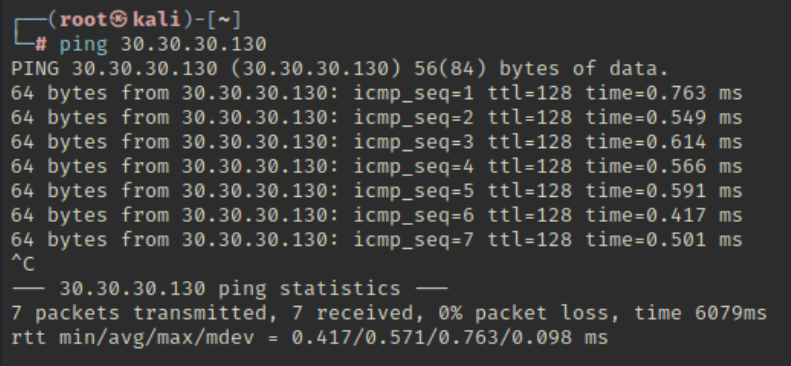 ┌──(root㉿kali)-[~]
└─# ping 30.30.30.130
PING 30.30.30.130 (30.30.30.130) 56(84) bytes of data.
64 bytes from 30.30.30.130: icmp_seq=1 ttl=128 time=0.763 ms
64 bytes from 30.30.30.130: icmp_seq=2 ttl=128 time=0.549 ms
64 bytes from 30.30.30.130: icmp_seq=3 ttl=128 time=0.614 ms
64 bytes from 30.30.30.130: icmp_seq=4 ttl=128 time=0.566 ms
64 bytes from 30.30.30.130: icmp_seq=5 ttl=128 time=0.591 ms
64 bytes from 30.30.30.130: icmp_seq=6 ttl=128 time=0.417 ms
64 bytes from 30.30.30.130: icmp_seq=7 ttl=128 time=0.501 ms
^C
--- 30.30.30.130 ping statistics ---
7 packets transmitted, 7 received, 0% packet loss, time 6079ms
rtt min/avg/max/mdev = 0.417/0.571/0.763/0.098 ms